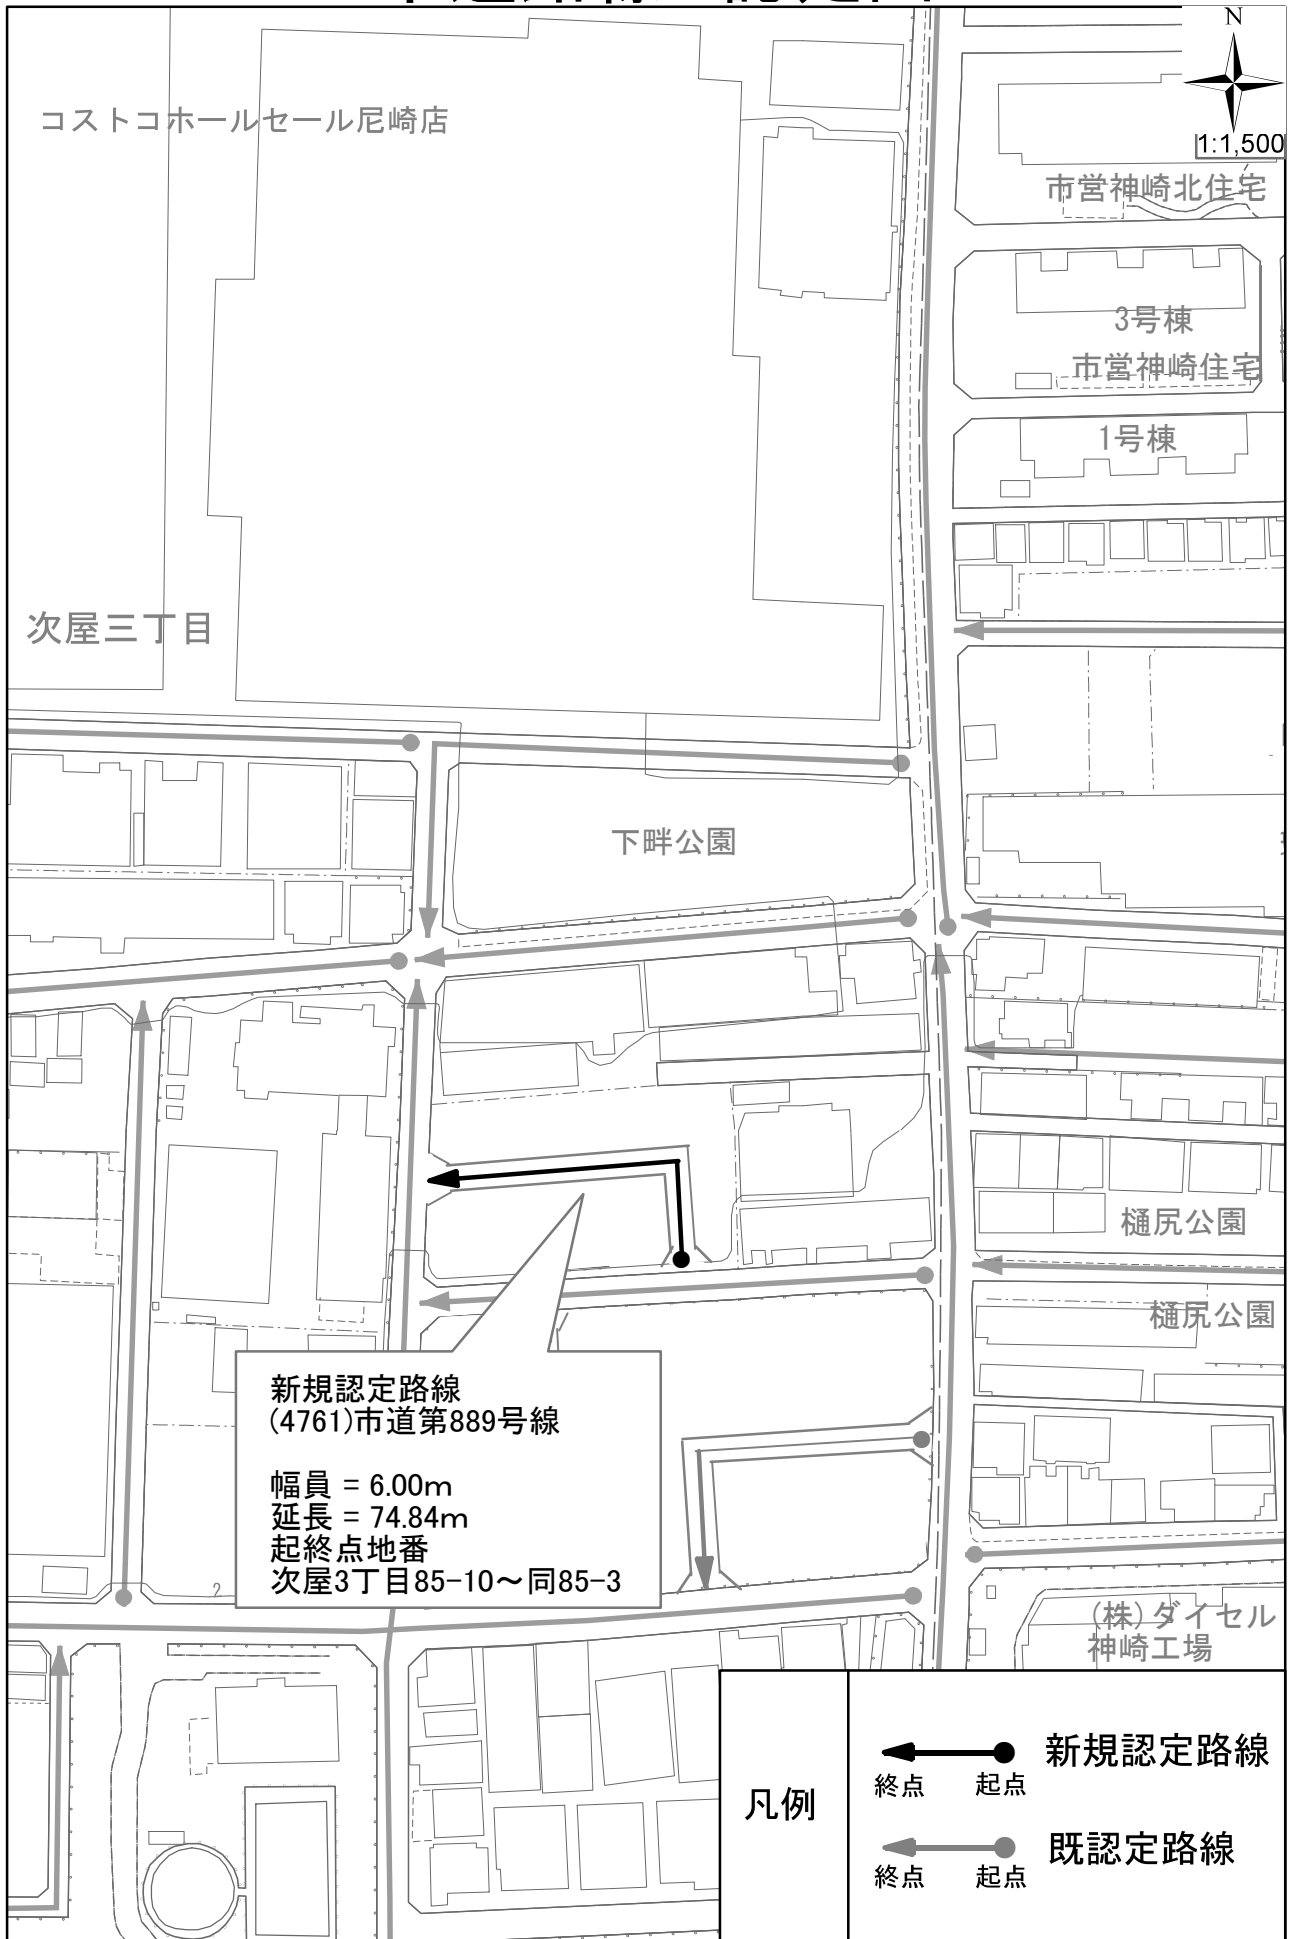 N
1:1,500
コストコホールセール尼崎店
市営神崎北住宅
3号棟
市営神崎住宅
1号棟
次屋三丁目
下畔公園
樋尻公園
樋尻公園
新規認定路線
(4761)市道第889号線
幅員 = 6.00m
延長 = 74.84m
起終点地番
次屋3丁目85-10～同85-3
(株)ダイセル
神崎工場
凡例
新規認定路線
終点 起点
既認定路線
終点 起点